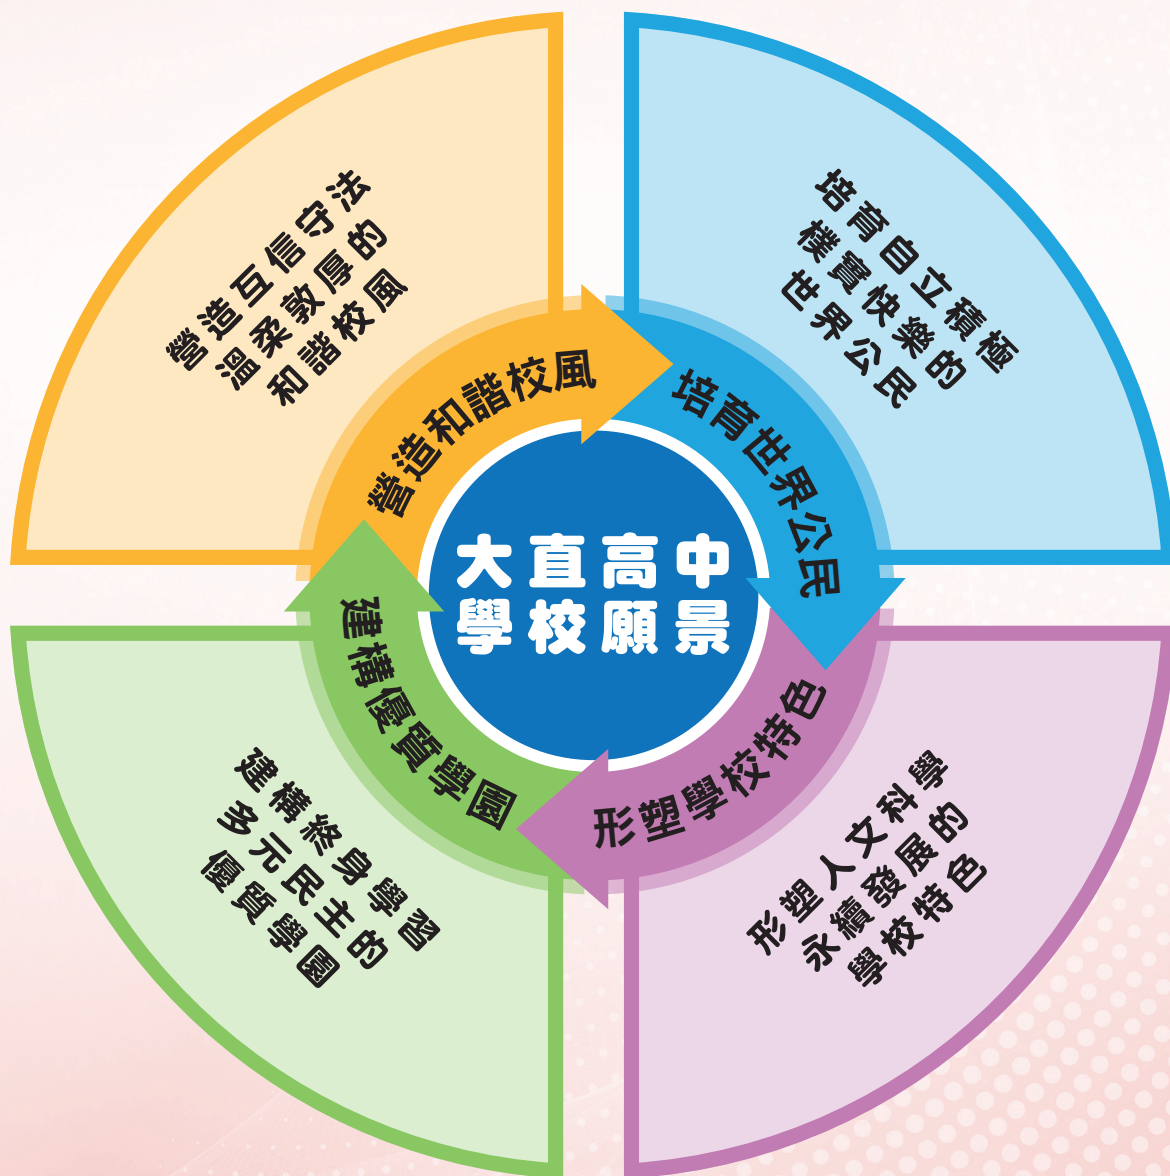 營造互信守法
溫柔敦厚的
和諧校風
培育自立積極
樸實快樂的
世界公民
營造和諧校風
培育世界公民
大直高中
學校願景
建構優質學園
形塑學校特色
建構終身學習
多元民主的
優質學園
形塑人文科學
永續發展的
學校特色